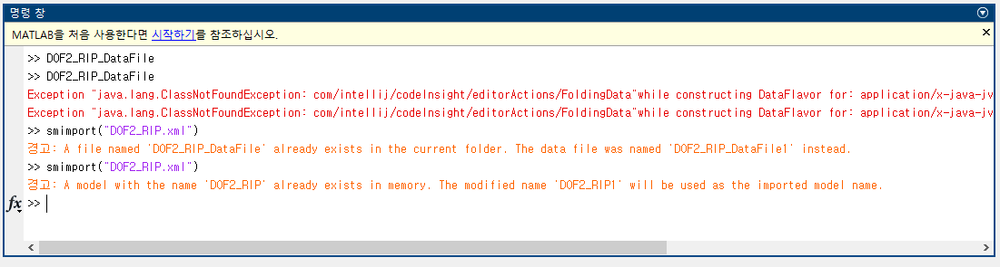 명령 창
MATLAB을 처음 사용한다면 시작하기를 참조하십시오.
>> DOF2_RIP_DataFile
>> DOF2_RIP_DataFile
Exception "java.lang.ClassNotFoundException: com/intellij/codeInsight/editorActions/FoldingData"while constructing DataFlavor for: application/x-java-jv
Exception "java.lang.ClassNotFoundException: com/intellij/codeInsight/editorActions/FoldingData"while constructing DataFlavor for: application/x-java-jv
>> smimport("DOF2_RIP.xml")
경고: A file named 'DOF2_RIP_DataFile' already exists in the current folder. The data file was named 'DOF2_RIP_DataFile1' instead.
>> smimport("DOF2_RIP.xml")
경고: A model with the name 'DOF2_RIP' already exists in memory. The modified name 'DOF2_RIP1' will be used as the imported model name.
fx >>